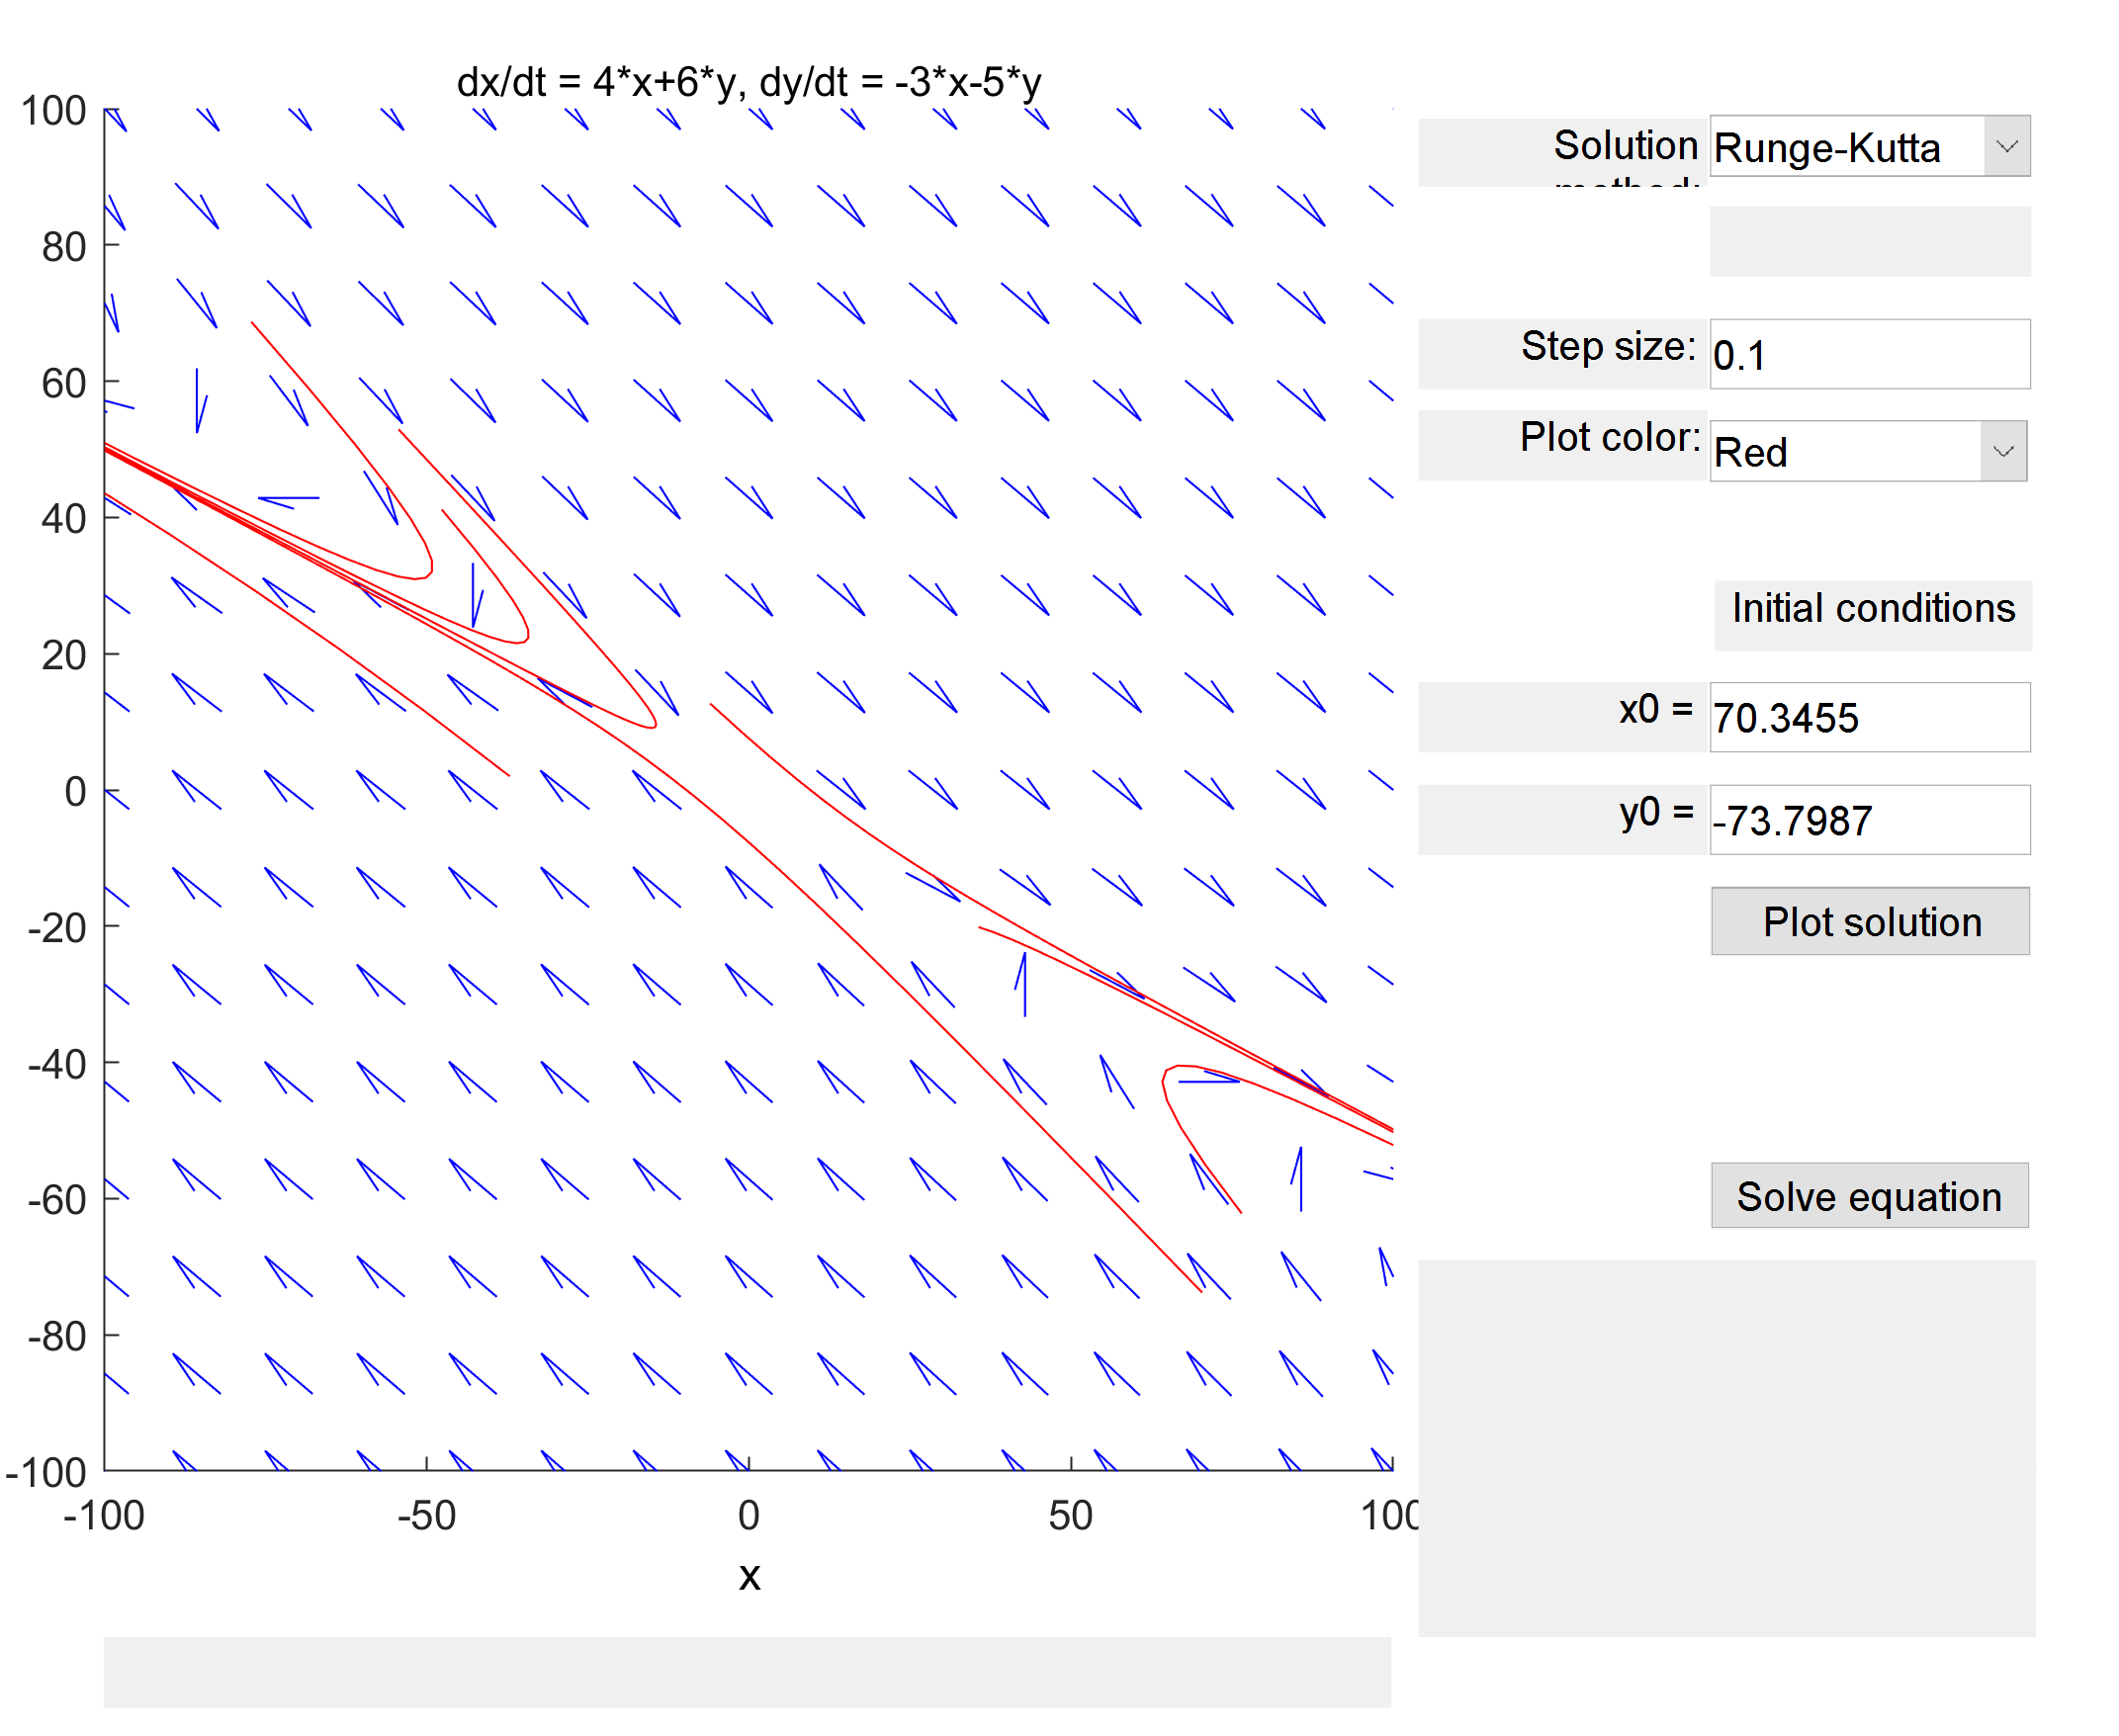 dx/dt = 4*x+6*y, dy/dt = -3*x-5*y
100
80
60
40
20
0
-20
-40
-60
-80
-100
-100 -50 0 50 100
x
Solution
Runge-Kutta
Step size:
0.1
Plot color:
Red
Initial conditions
x0 =
70.3455
y0 =
-73.7987
Plot solution
Solve equation